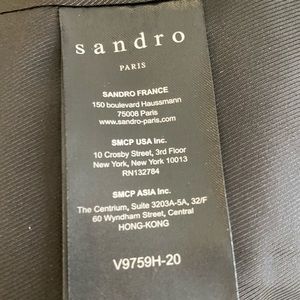 sandro
PARIS
SANDRO FRANCE
150 boulevard Haussmann
75008 Paris
www.sandro-paris.com
SMCP USA Inc.
10 Crosby Street, 3rd Floor
New York, New York 10013
RN132784
SMCP ASIA Inc.
The Centrium, Suite 3203A-5A, 32/F
60 Wyndham Street, Central
HONG-KONG
V9759H-20